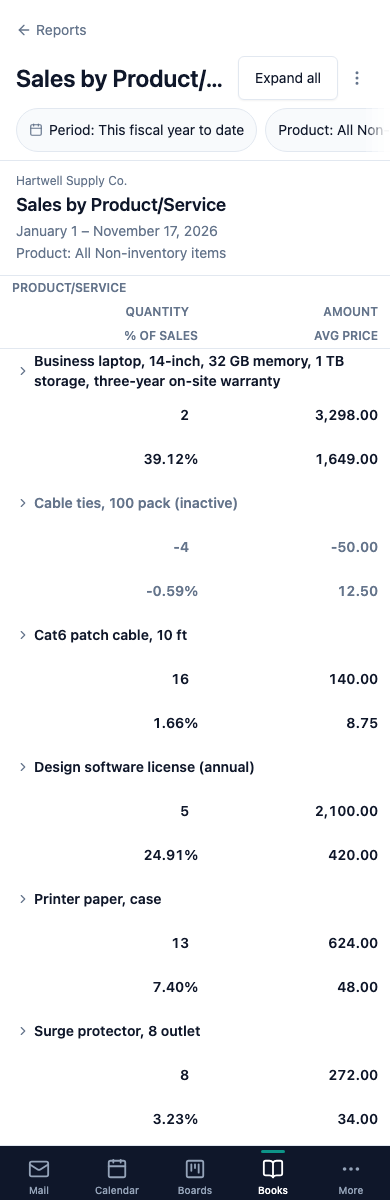 Reports
Sales by Product/...
Expand all
Period: This fiscal year to date
Product: All Non-
Hartwell Supply Co.
Sales by Product/Service
January 1 – November 17, 2026
Product: All Non-inventory items
PRODUCT/SERVICE
QUANTITY AMOUNT
% OF SALES AVG PRICE
Business laptop, 14-inch, 32 GB memory, 1 TB
storage, three-year on-site warranty
2 3,298.00
39.12% 1,649.00
Cable ties, 100 pack (inactive)
-4 -50.00
-0.59% 12.50
Cat6 patch cable, 10 ft
16 140.00
1.66% 8.75
Design software license (annual)
5 2,100.00
24.91% 420.00
Printer paper, case
13 624.00
7.40% 48.00
Surge protector, 8 outlet
8 272.00
3.23% 34.00
Mail Calendar Boards Books More